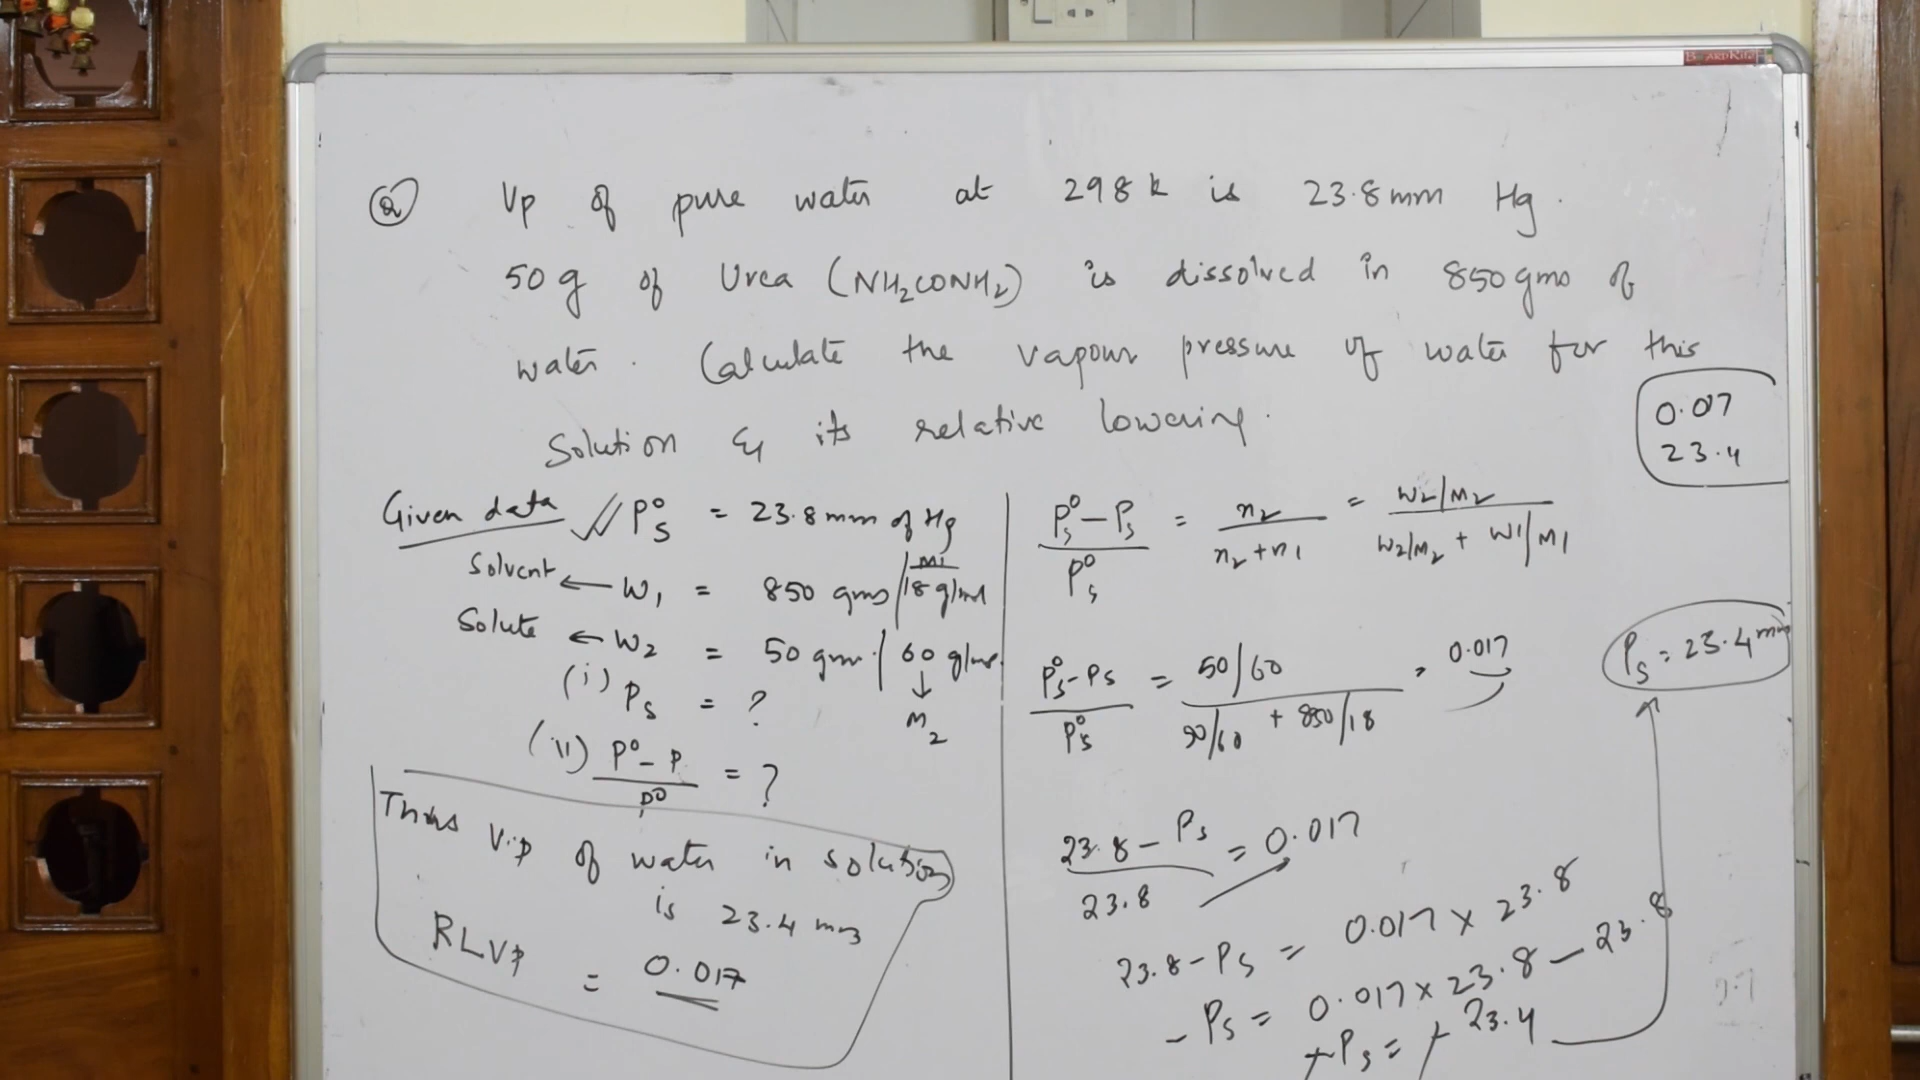 BOARDKING
Q Vp of pure water at 298 k is 23.8 mm Hg.
50 g of Urea (NH₂CONH₂) is dissolved in 850 gms of
water. Calculate the vapour pressure of water for this
Solution & its relative lowering.
0.07
23.4
Given data P°s = 23.8 mm of Hg
Solvent ← W₁ = 850 gms / M1 18 g/mol
Solute ← W₂ = 50 gm / 60 g/mol
↓
M₂
(i) Ps = ?
(ii) P° - P / P° = ?
Thus V.P of water in solution
is 23.4 mm
RLVP = 0.017
P°s - Ps / P°s = n₂ / n₂ + n₁ = W₂/M₂ / W₂/M₂ + W1/M1
P°s - Ps / P°s = 50/60 / 50/60 + 850/18 , 0.017
Ps = 23.4 mm
23.8 - Ps / 23.8 = 0.017
23.8 - Ps = 0.017 x 23.8
- Ps = 0.017 x 23.8 - 23.8
+Ps = + 23.4